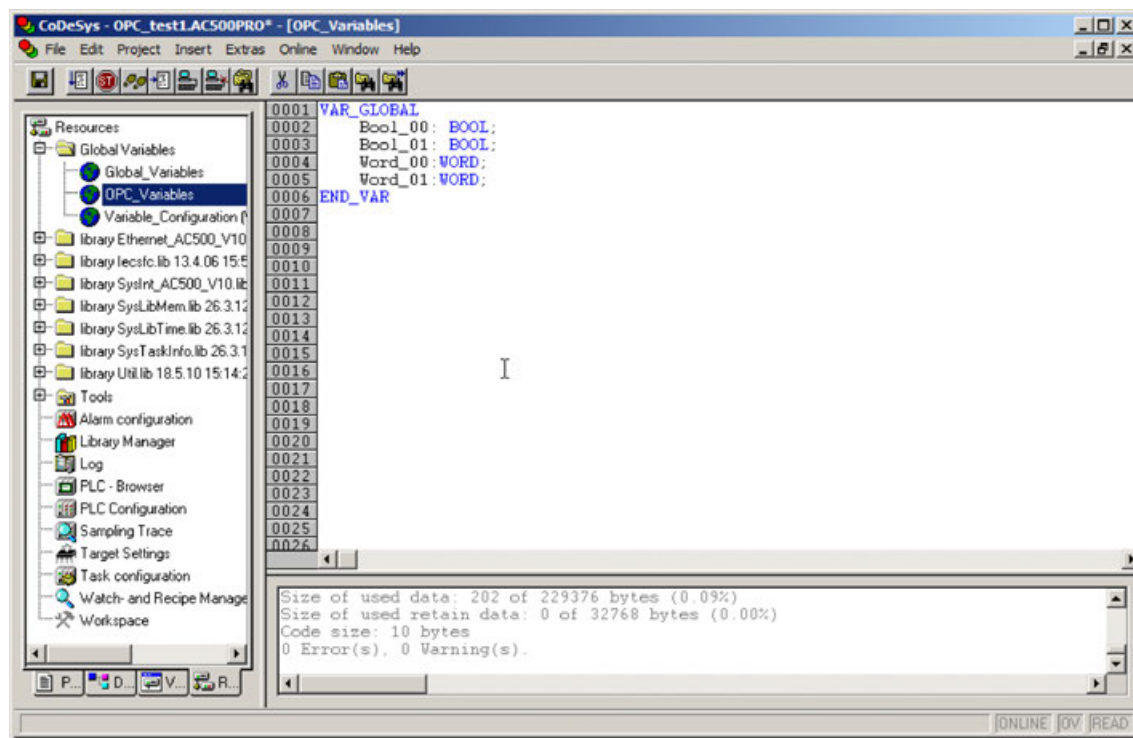 CoDeSys - OPC_test1.AC500PRO* - [OPC_Variables]
File Edit Project Insert Extras Online Window Help
Resources
Global Variables
Global_Variables
OPC_Variables
Variable_Configuration (
library Ethernet_AC500_V10
library Iecsfc.lib 13.4.06 15:5
library SysInt_AC500_V10.lib
library SysLibMem.lib 26.3.12
library SysLibTime.lib 26.3.12
library SysTaskInfo.lib 26.3.1
library Util.lib 18.5.10 15:14:2
Tools
Alarm configuration
Library Manager
Log
PLC - Browser
PLC Configuration
Sampling Trace
Target Settings
Task configuration
Watch- and Recipe Manage
Workspace
P... D... V... R...
0001 VAR_GLOBAL
0002 Bool_00: BOOL;
0003 Bool_01: BOOL;
0004 Word_00:WORD;
0005 Word_01:WORD;
0006 END_VAR
0007
0008
0009
0010
0011
0012
0013
0014
0015
0016
0017
0018
0019
0020
0021
0022
0023
0024
0025
0026
Size of used data: 202 of 229376 bytes (0.09%)
Size of used retain data: 0 of 32768 bytes (0.00%)
Code size: 10 bytes
0 Error(s), 0 Warning(s).
ONLINE OV READ